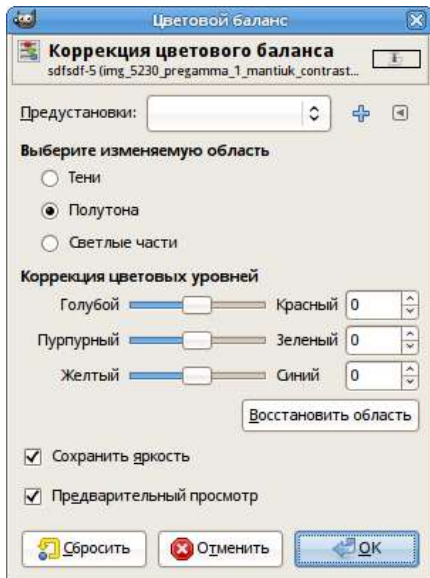 Цветовой баланс
Коррекция цветового баланса
sdfsdf-5 (img_5230_pregamma_1_mantiuk_contrast...
Предустановки:
Выберите изменяемую область
Тени
Полутона
Светлые части
Коррекция цветовых уровней
Голубой Красный 0
Пурпурный Зеленый 0
Желтый Синий 0
Восстановить область
Сохранить яркость
Предварительный просмотр
Сбросить Отменить OK